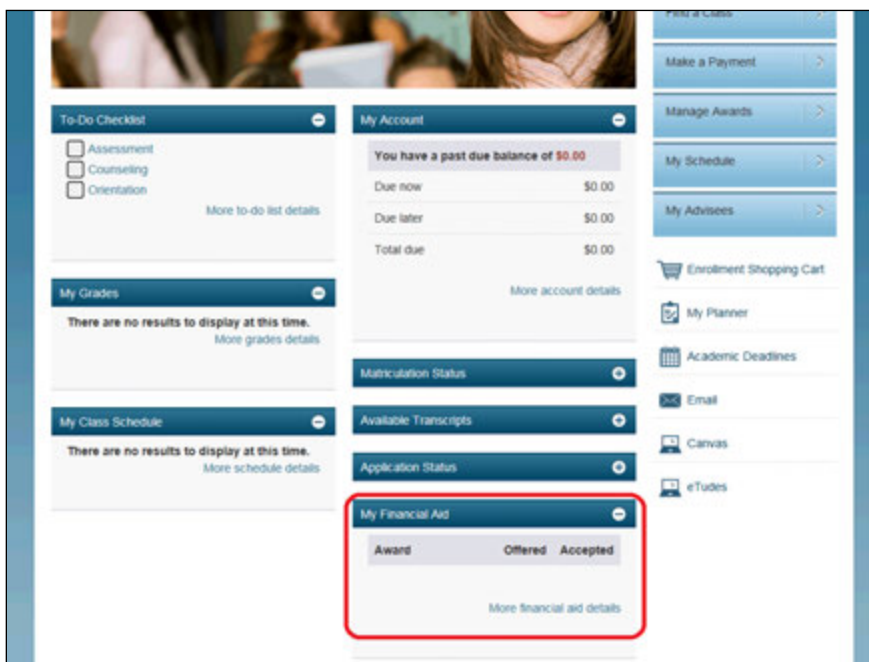 To-Do Checklist
Assessment
Counseling
Orientation
More to-do list details
My Grades
There are no results to display at this time.
More grades details
My Class Schedule
There are no results to display at this time.
More schedule details
My Account
You have a past due balance of $0.00
Due now $0.00
Due later $0.00
Total due $0.00
More account details
Matriculation Status
Available Transcripts
Application Status
My Financial Aid
Award Offered Accepted
More financial aid details
Find a Class
Make a Payment
Manage Awards
My Schedule
My Advisees
Enrollment Shopping Cart
My Planner
Academic Deadlines
Email
Canvas
eTudes